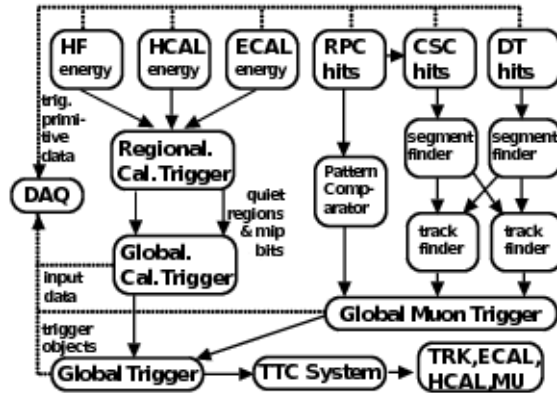 HF
energy
HCAL
energy
ECAL
energy
RPC
hits
CSC
hits
DT
hits
trig.
primi-
tive
data
Regional.
Cal. Trigger
segment
finder
segment
finder
Pattern
Comp-
arator
DAQ
quiet
regions
& mip
bits
Global.
Cal. Trigger
track
finder
track
finder
input
data
Global Muon Trigger
trigger
objects
Global Trigger
TTC System
TRK,ECAL,
HCAL,MU